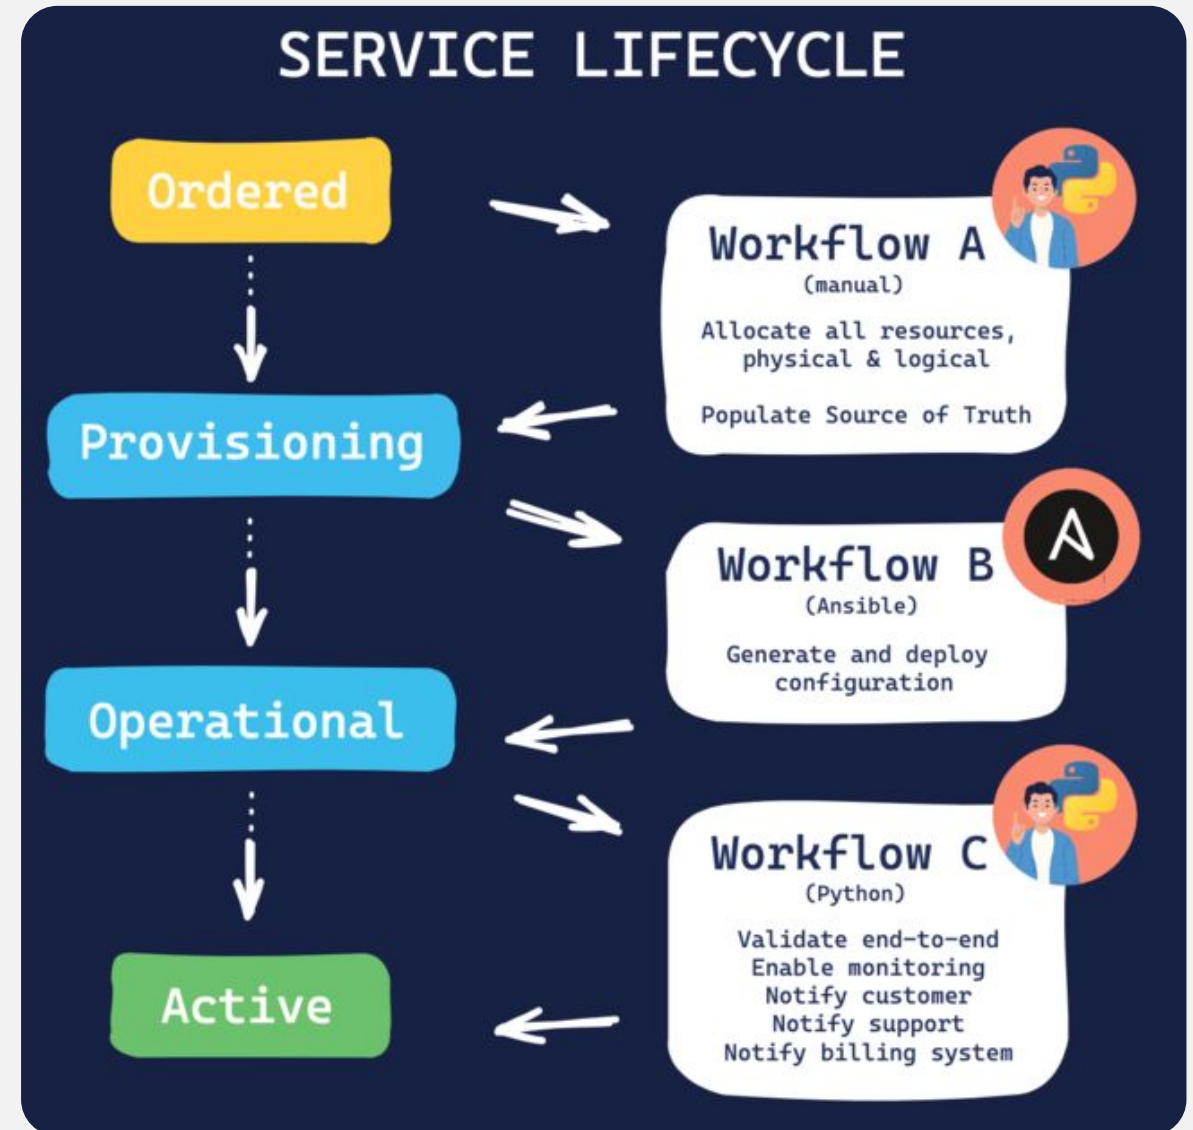 SERVICE LIFECYCLE
Ordered
Workflow A
(manual)
Allocate all resources,
physical & logical
Populate Source of Truth
Provisioning
Workflow B
(Ansible)
Generate and deploy
configuration
Operational
Workflow C
(Python)
Validate end-to-end
Enable monitoring
Notify customer
Notify support
Notify billing system
Active